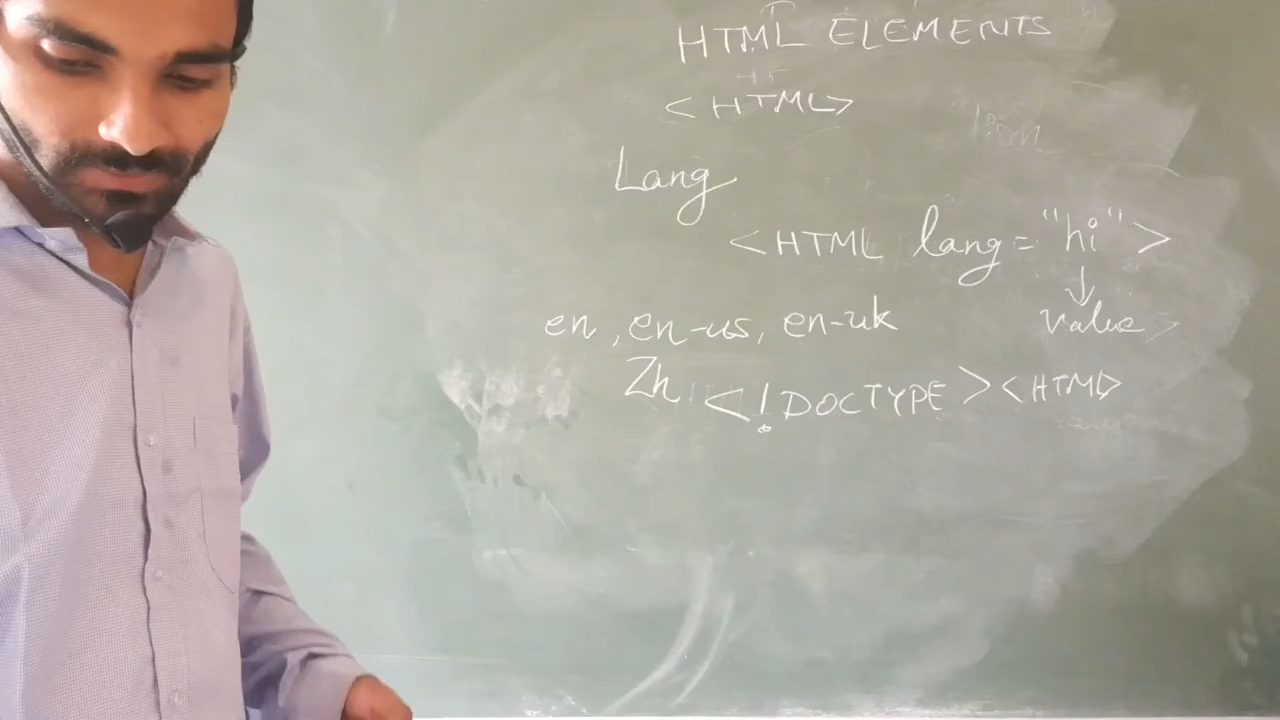 HTML ELEMENTS
<HTML>
Lang
<HTML lang="hi">
↓
en, en-us, en-uk value
Zh <!DOCTYPE><HTML>